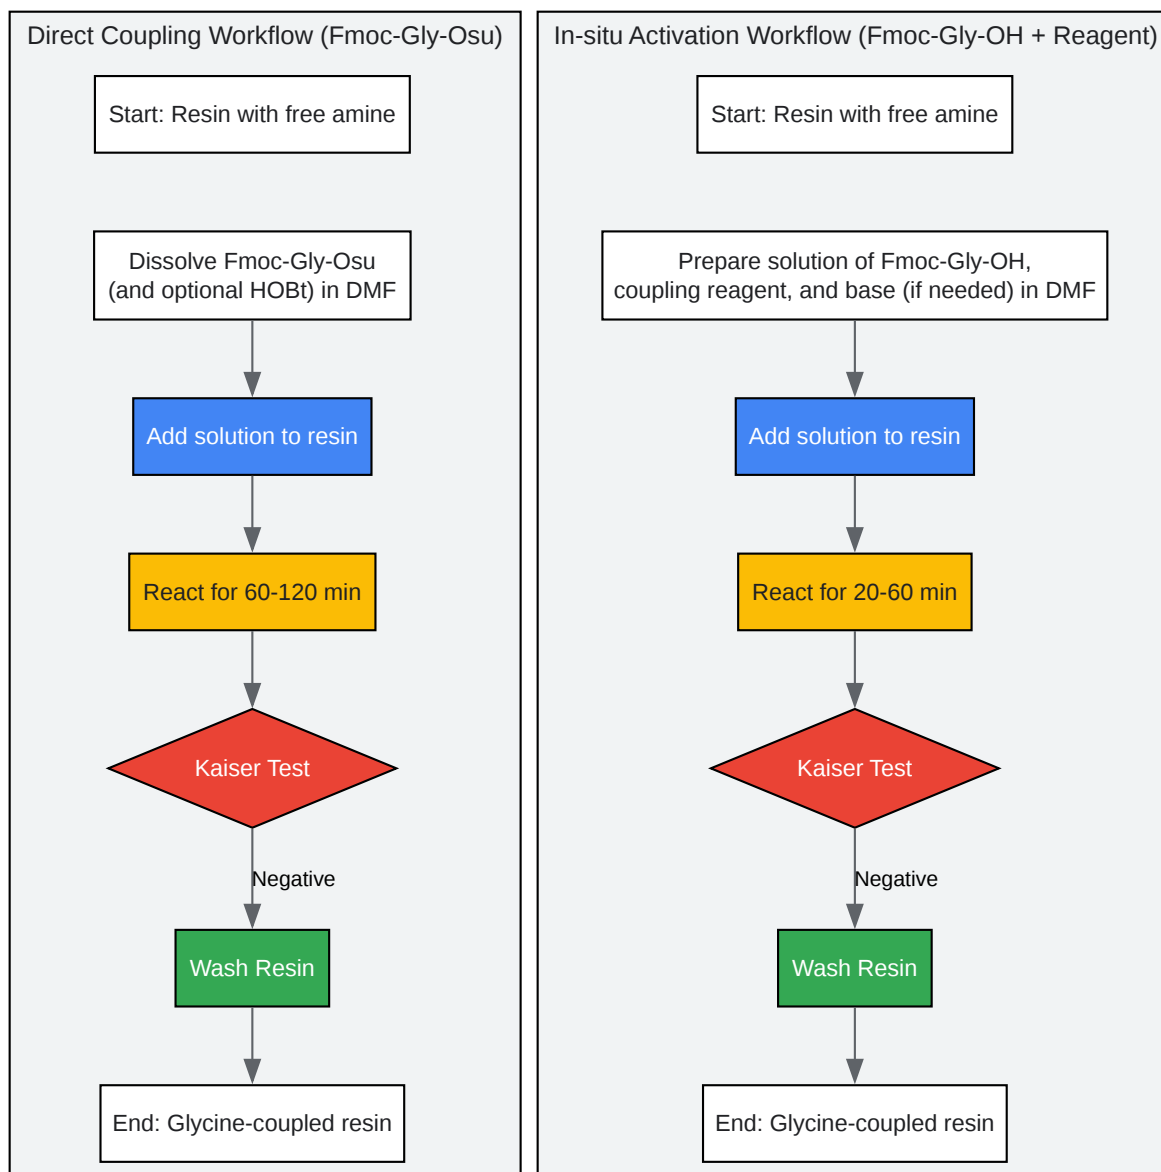 Direct Coupling Workflow (Fmoc-Gly-Osu)
Start: Resin with free amine
Dissolve Fmoc-Gly-Osu
(and optional HOBt) in DMF
Add solution to resin
React for 60-120 min
Kaiser Test
Negative
Wash Resin
End: Glycine-coupled resin
In-situ Activation Workflow (Fmoc-Gly-OH + Reagent)
Start: Resin with free amine
Prepare solution of Fmoc-Gly-OH,
coupling reagent, and base (if needed) in DMF
Add solution to resin
React for 20-60 min
Kaiser Test
Negative
Wash Resin
End: Glycine-coupled resin